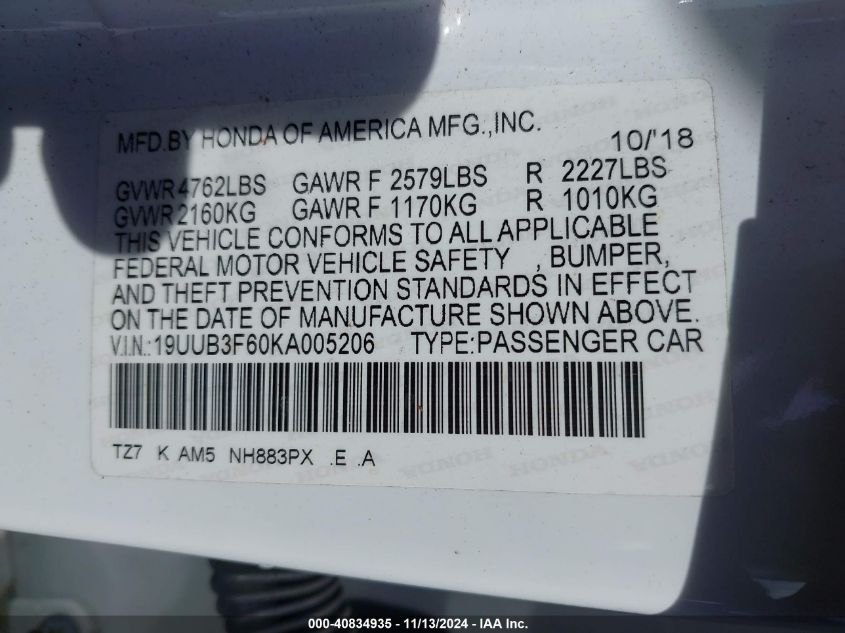 MFD.BY HONDA OF AMERICA MFG.,INC. 10/'18
GVWR 4762LBS GAWR F 2579LBS R 2227LBS
GVWR 2160KG GAWR F 1170KG R 1010KG
THIS VEHICLE CONFORMS TO ALL APPLICABLE
FEDERAL MOTOR VEHICLE SAFETY , BUMPER,
AND THEFT PREVENTION STANDARDS IN EFFECT
ON THE DATE OF MANUFACTURE SHOWN ABOVE.
V.I.N.:19UUB3F60KA005206 TYPE:PASSENGER CAR
TZ7 K AM5 NH883PX .E .A
000-40834935 - 11/13/2024 - IAA Inc.